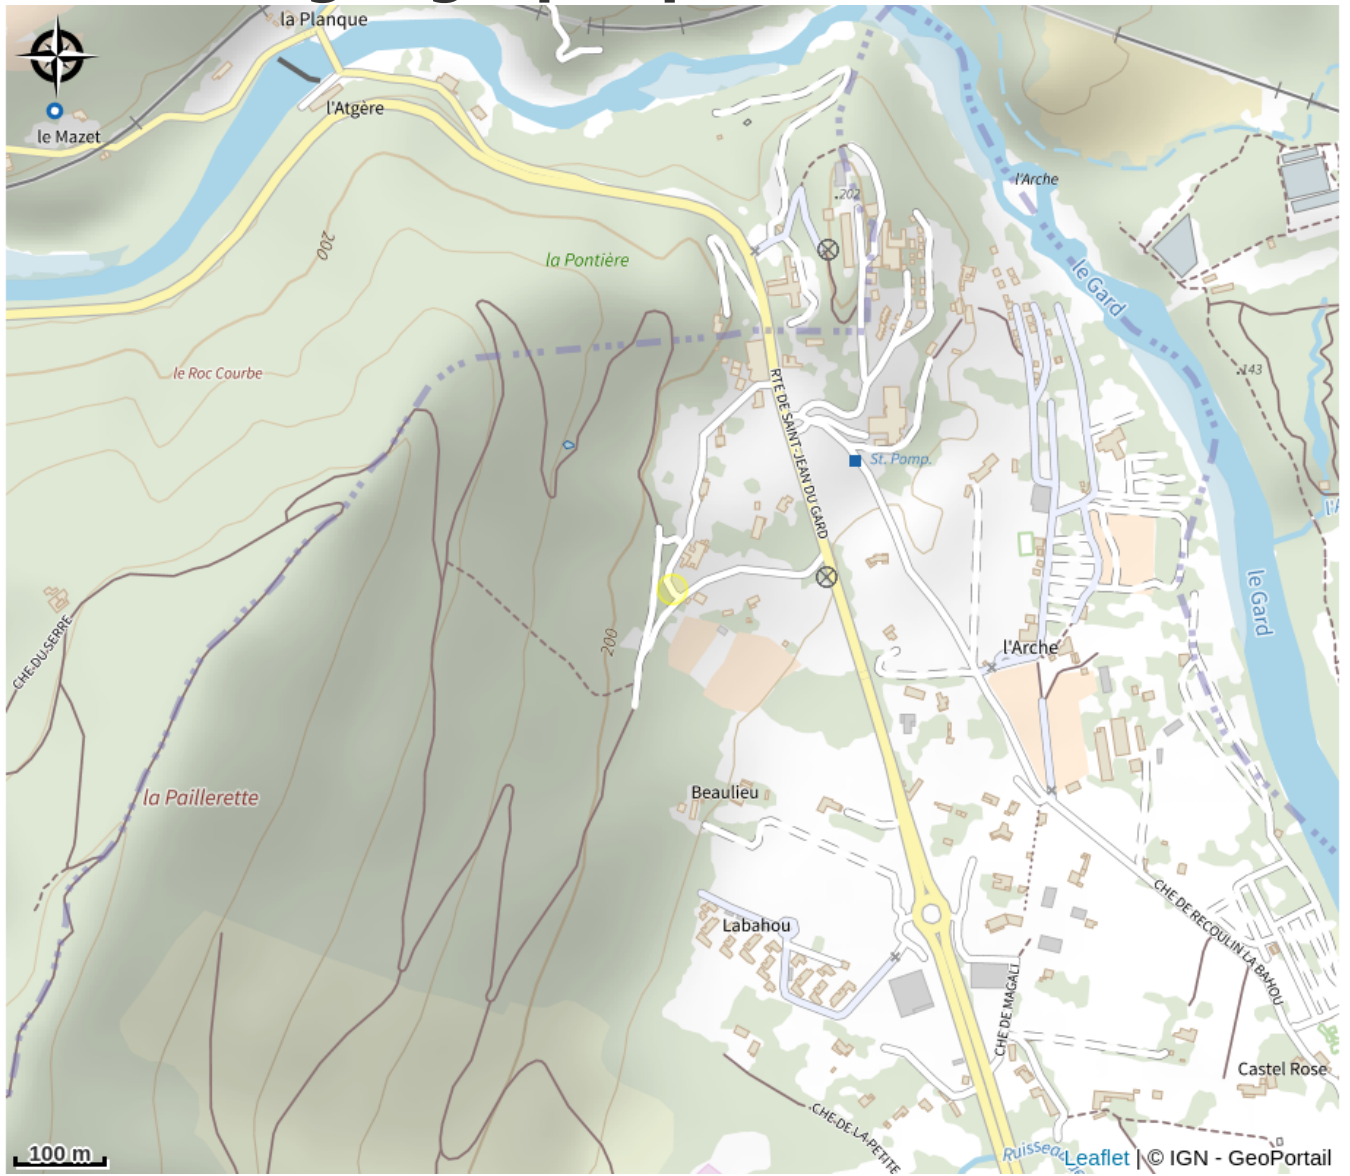 la Planque
l'Atgère
le Mazet
l'Arche
.202
200
la Pontière
le Gard
le Roc Courbe
.143
RTE DE SAINT-JEAN DU GARD
St. Pomp.
le Gard
CHE DU SERRE
200
l'Arche
la Paillerette
Beaulieu
CHE DE RECOULIN LA BAHOU
Labahou
CHE DE MAGALI
Castel Rose
CHE DE LA PETITE
100 m
Leaflet | © IGN - GeoPortail